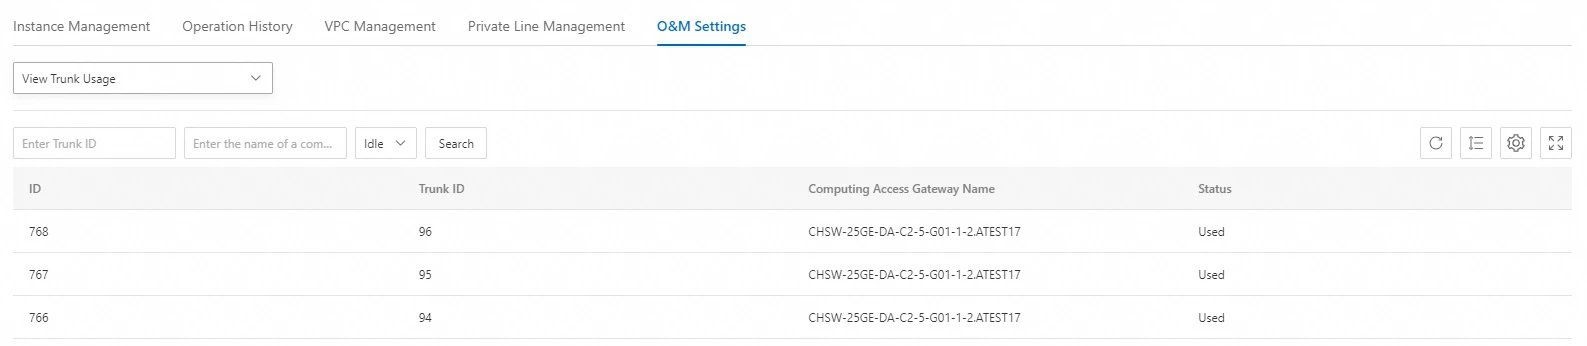 Instance Management Operation History VPC Management Private Line Management O&M Settings
View Trunk Usage
Enter Trunk ID Enter the name of a com... Idle Search
ID Trunk ID Computing Access Gateway Name Status
768 96 CHSW-25GE-DA-C2-5-G01-1-2.ATEST17 Used
767 95 CHSW-25GE-DA-C2-5-G01-1-2.ATEST17 Used
766 94 CHSW-25GE-DA-C2-5-G01-1-2.ATEST17 Used